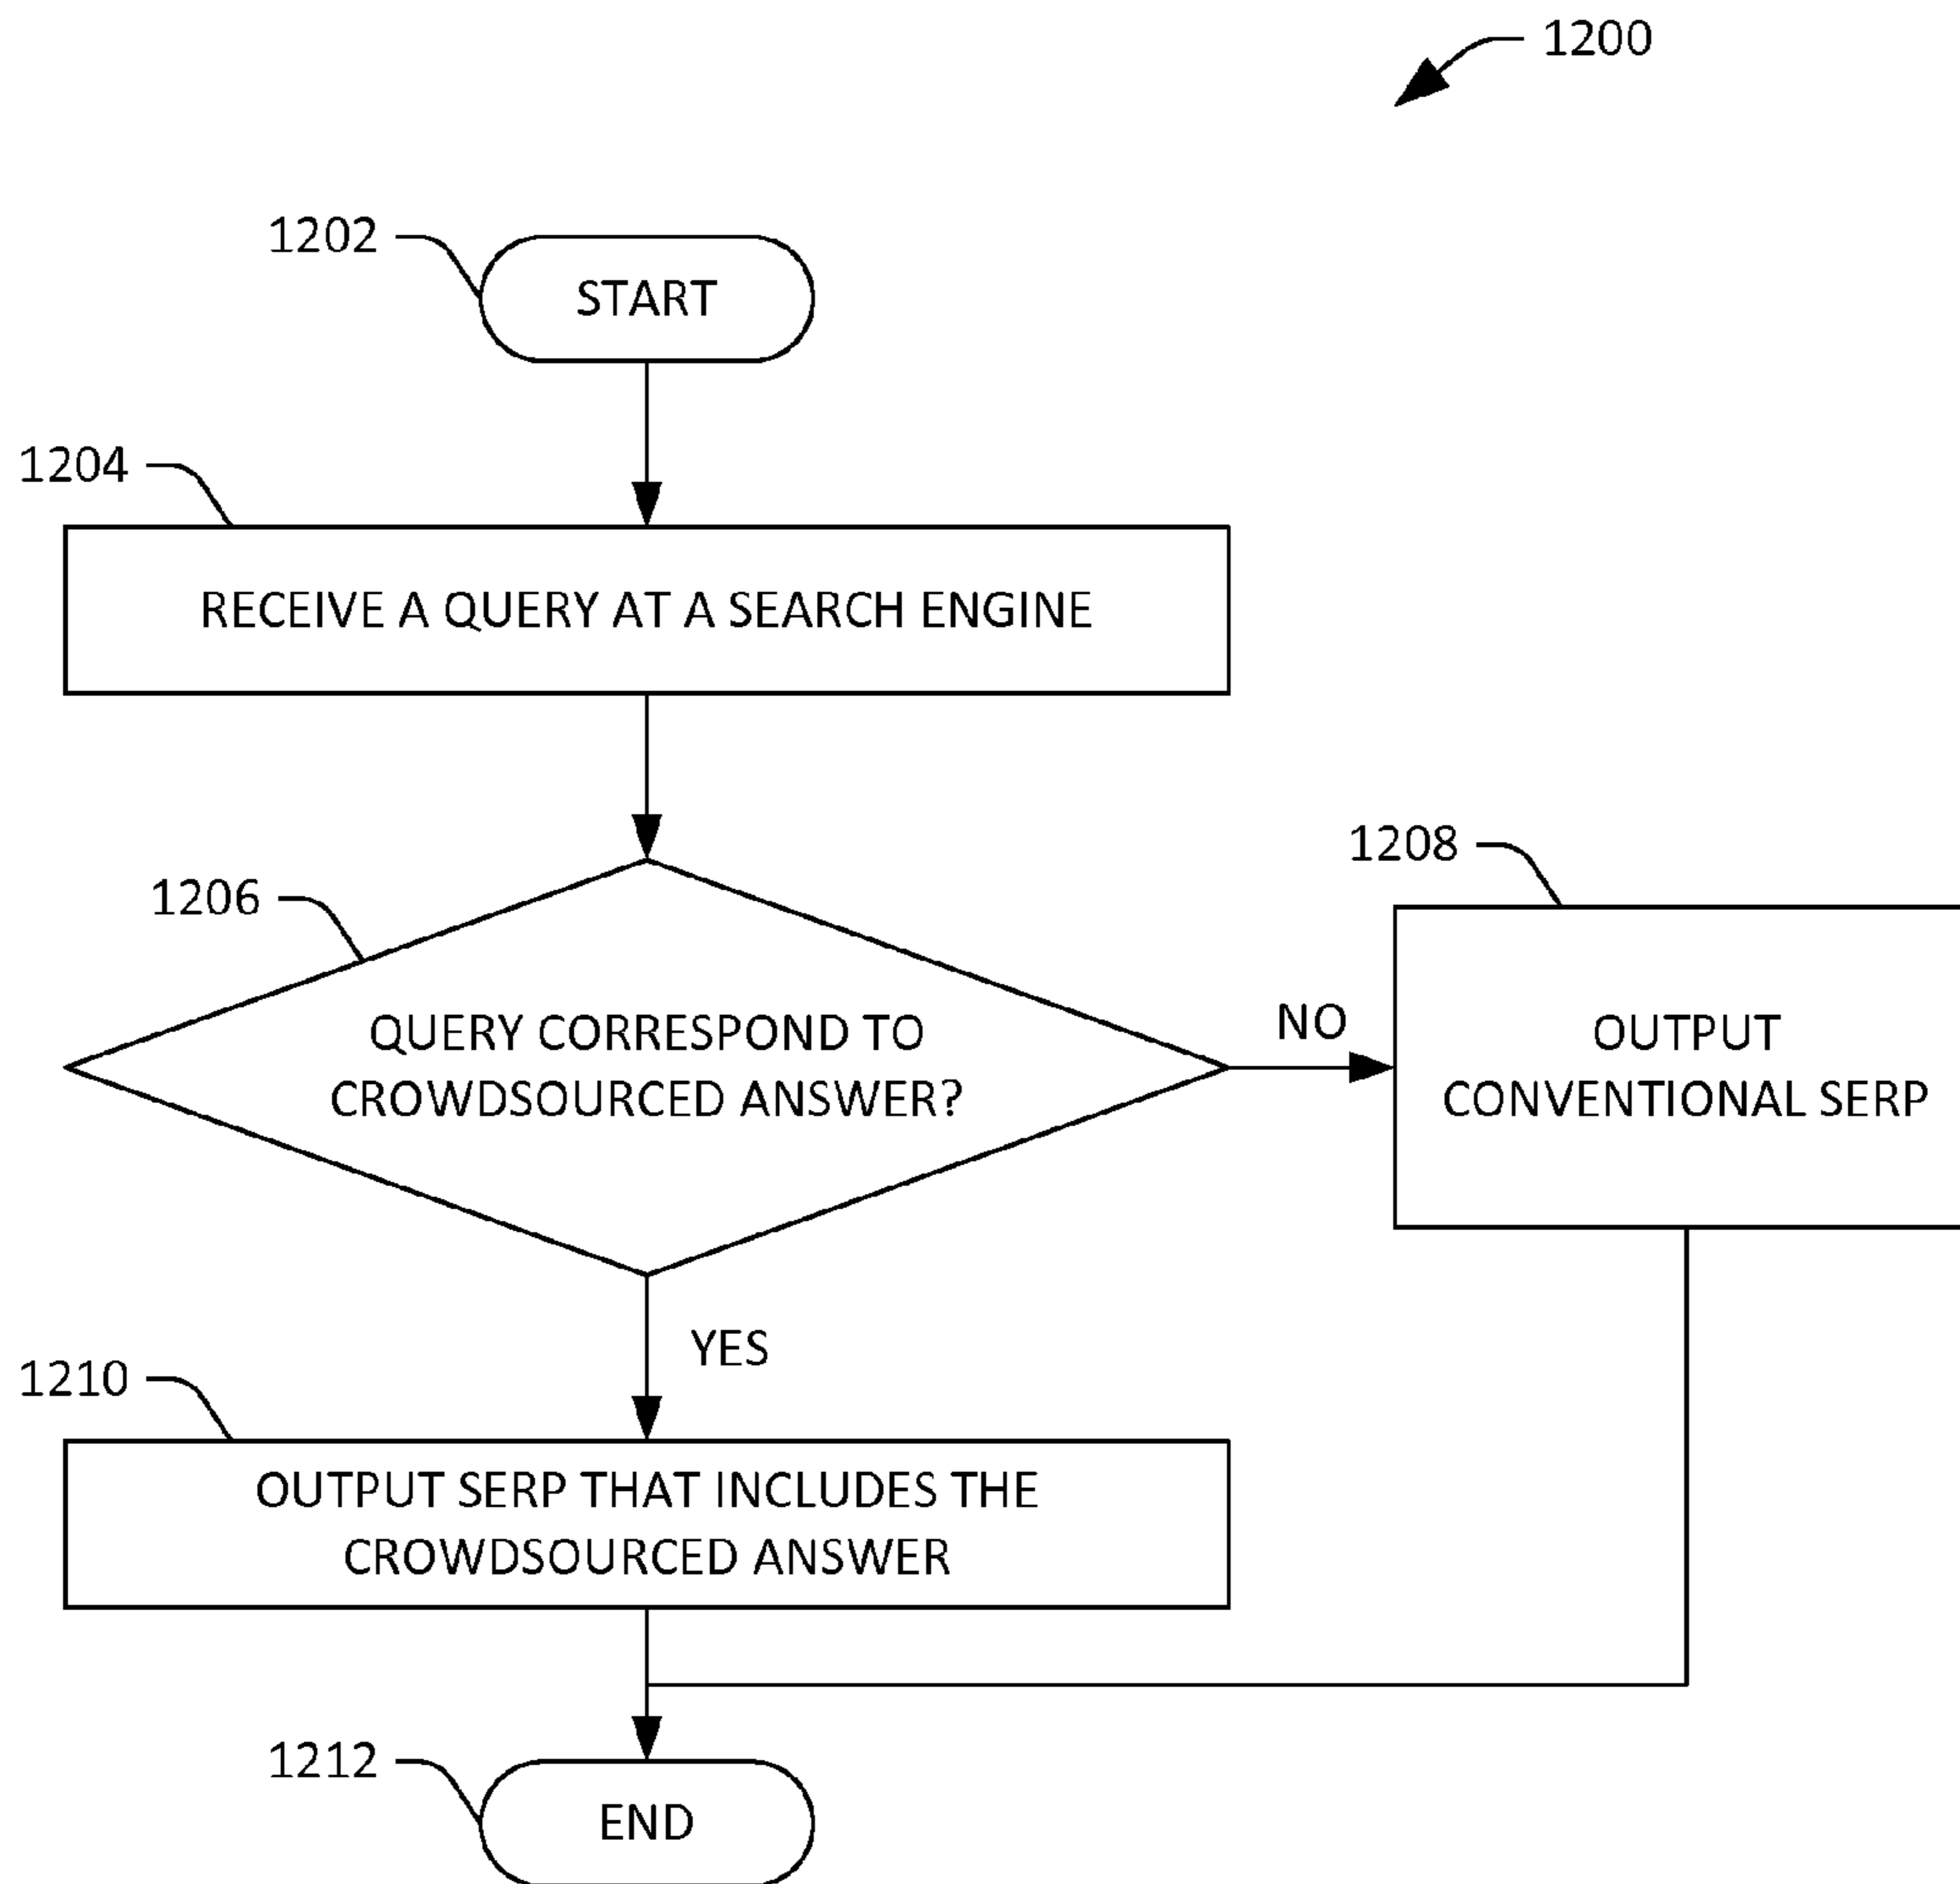 1200
1202
START
1204
RECEIVE A QUERY AT A SEARCH ENGINE
1206
QUERY CORRESPOND TO
CROWDSOURCED ANSWER?
NO
1208
OUTPUT
CONVENTIONAL SERP
YES
1210
OUTPUT SERP THAT INCLUDES THE
CROWDSOURCED ANSWER
1212
END